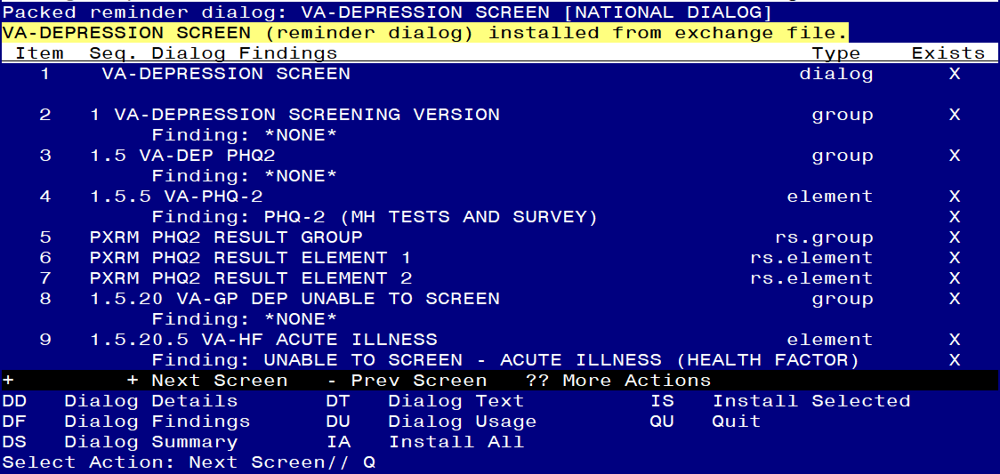 Packed reminder dialog: VA-DEPRESSION SCREEN [NATIONAL DIALOG]
VA-DEPRESSION SCREEN (reminder dialog) installed from exchange file.
Item  Seq. Dialog Findings                                      Type    Exists
1     VA-DEPRESSION SCREEN                                      dialog     X
2   1 VA-DEPRESSION SCREENING VERSION                           group      X
Finding: *NONE*
3   1.5 VA-DEP PHQ2                                             group      X
Finding: *NONE*
4   1.5.5 VA-PHQ-2                                              element    X
Finding: PHQ-2 (MH TESTS AND SURVEY)                            X
5   PXRM PHQ2 RESULT GROUP                                      rs.group   X
6   PXRM PHQ2 RESULT ELEMENT 1                                  rs.element X
7   PXRM PHQ2 RESULT ELEMENT 2                                  rs.element X
8   1.5.20 VA-GP DEP UNABLE TO SCREEN                           group      X
Finding: *NONE*
9   1.5.20.5 VA-HF ACUTE ILLNESS                                element    X
Finding: UNABLE TO SCREEN - ACUTE ILLNESS (HEALTH FACTOR)       X
+         + Next Screen   - Prev Screen   ?? More Actions
DD   Dialog Details       DT   Dialog Text       IS   Install Selected
DF   Dialog Findings      DU   Dialog Usage      QU   Quit
DS   Dialog Summary       IA   Install All
Select Action: Next Screen// Q